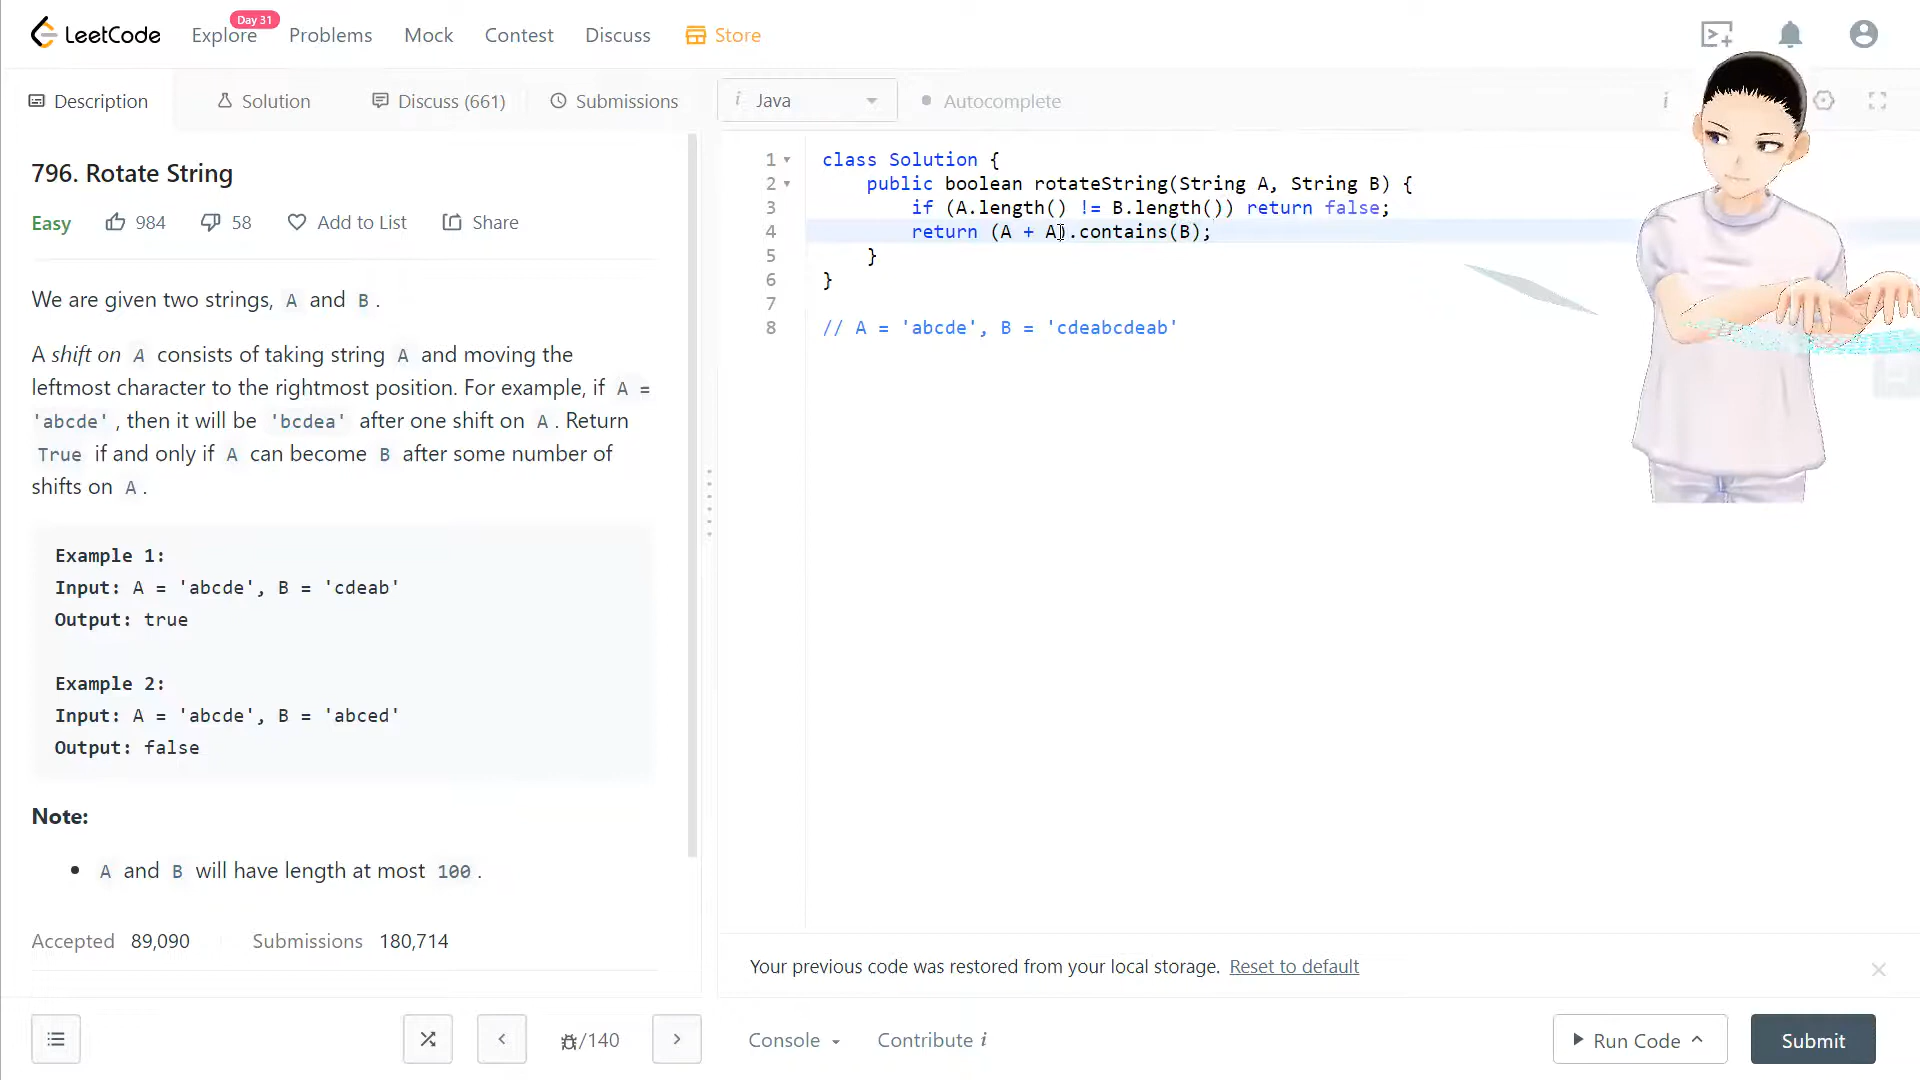 LeetCode
Explore
Day 31
Problems
Mock
Contest
Discuss
Store
Description
Solution
Discuss (661)
Submissions
i Java
Autocomplete
i
796. Rotate String
Easy
984
58
Add to List
Share
We are given two strings, A and B.
A shift on A consists of taking string A and moving the
leftmost character to the rightmost position. For example, if A =
'abcde', then it will be 'bcdea' after one shift on A. Return
True if and only if A can become B after some number of
shifts on A.
Example 1:
Input: A = 'abcde', B = 'cdeab'
Output: true
Example 2:
Input: A = 'abcde', B = 'abced'
Output: false
Note:
• A and B will have length at most 100.
Accepted 89,090
Submissions 180,714
1 class Solution {
2 public boolean rotateString(String A, String B) {
3 if (A.length() != B.length()) return false;
4 return (A + A).contains(B);
5 }
6 }
7
8 // A = 'abcde', B = 'cdeabcdeab'
Your previous code was restored from your local storage. Reset to default
/140
Console
Contribute i
Run Code
Submit